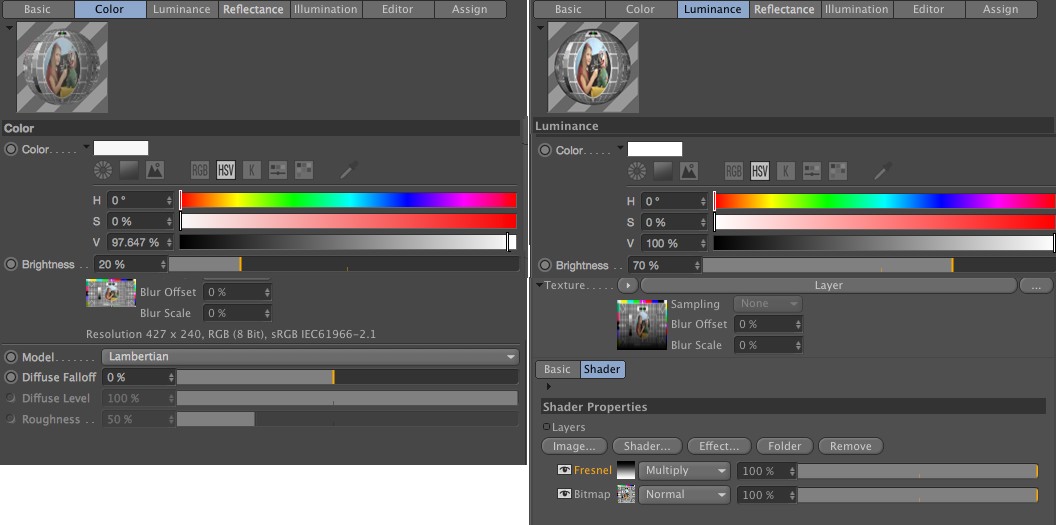 Basic Color Luminance Reflectance Illumination Editor Assign
Color
Color.....
RGB HSV K
H 0 °
S 0 %
V 97.647 %
Brightness.. 20 %
Blur Offset 0 %
Blur Scale 0 %
Resolution 427 x 240, RGB (8 Bit), sRGB IEC61966-2.1
Model....... Lambertian
Diffuse Falloff 0 %
Diffuse Level 100 %
Roughness .. 50 %
Basic Color Luminance Reflectance Illumination Editor Assign
Luminance
Color.....
RGB HSV K
H 0 °
S 0 %
V 100 %
Brightness .. 70 %
Texture..... Layer ...
Sampling None
Blur Offset 0 %
Blur Scale 0 %
Basic Shader
Shader Properties
Layers
Image... Shader... Effect... Folder Remove
Fresnel Multiply 100 %
Bitmap Normal 100 %